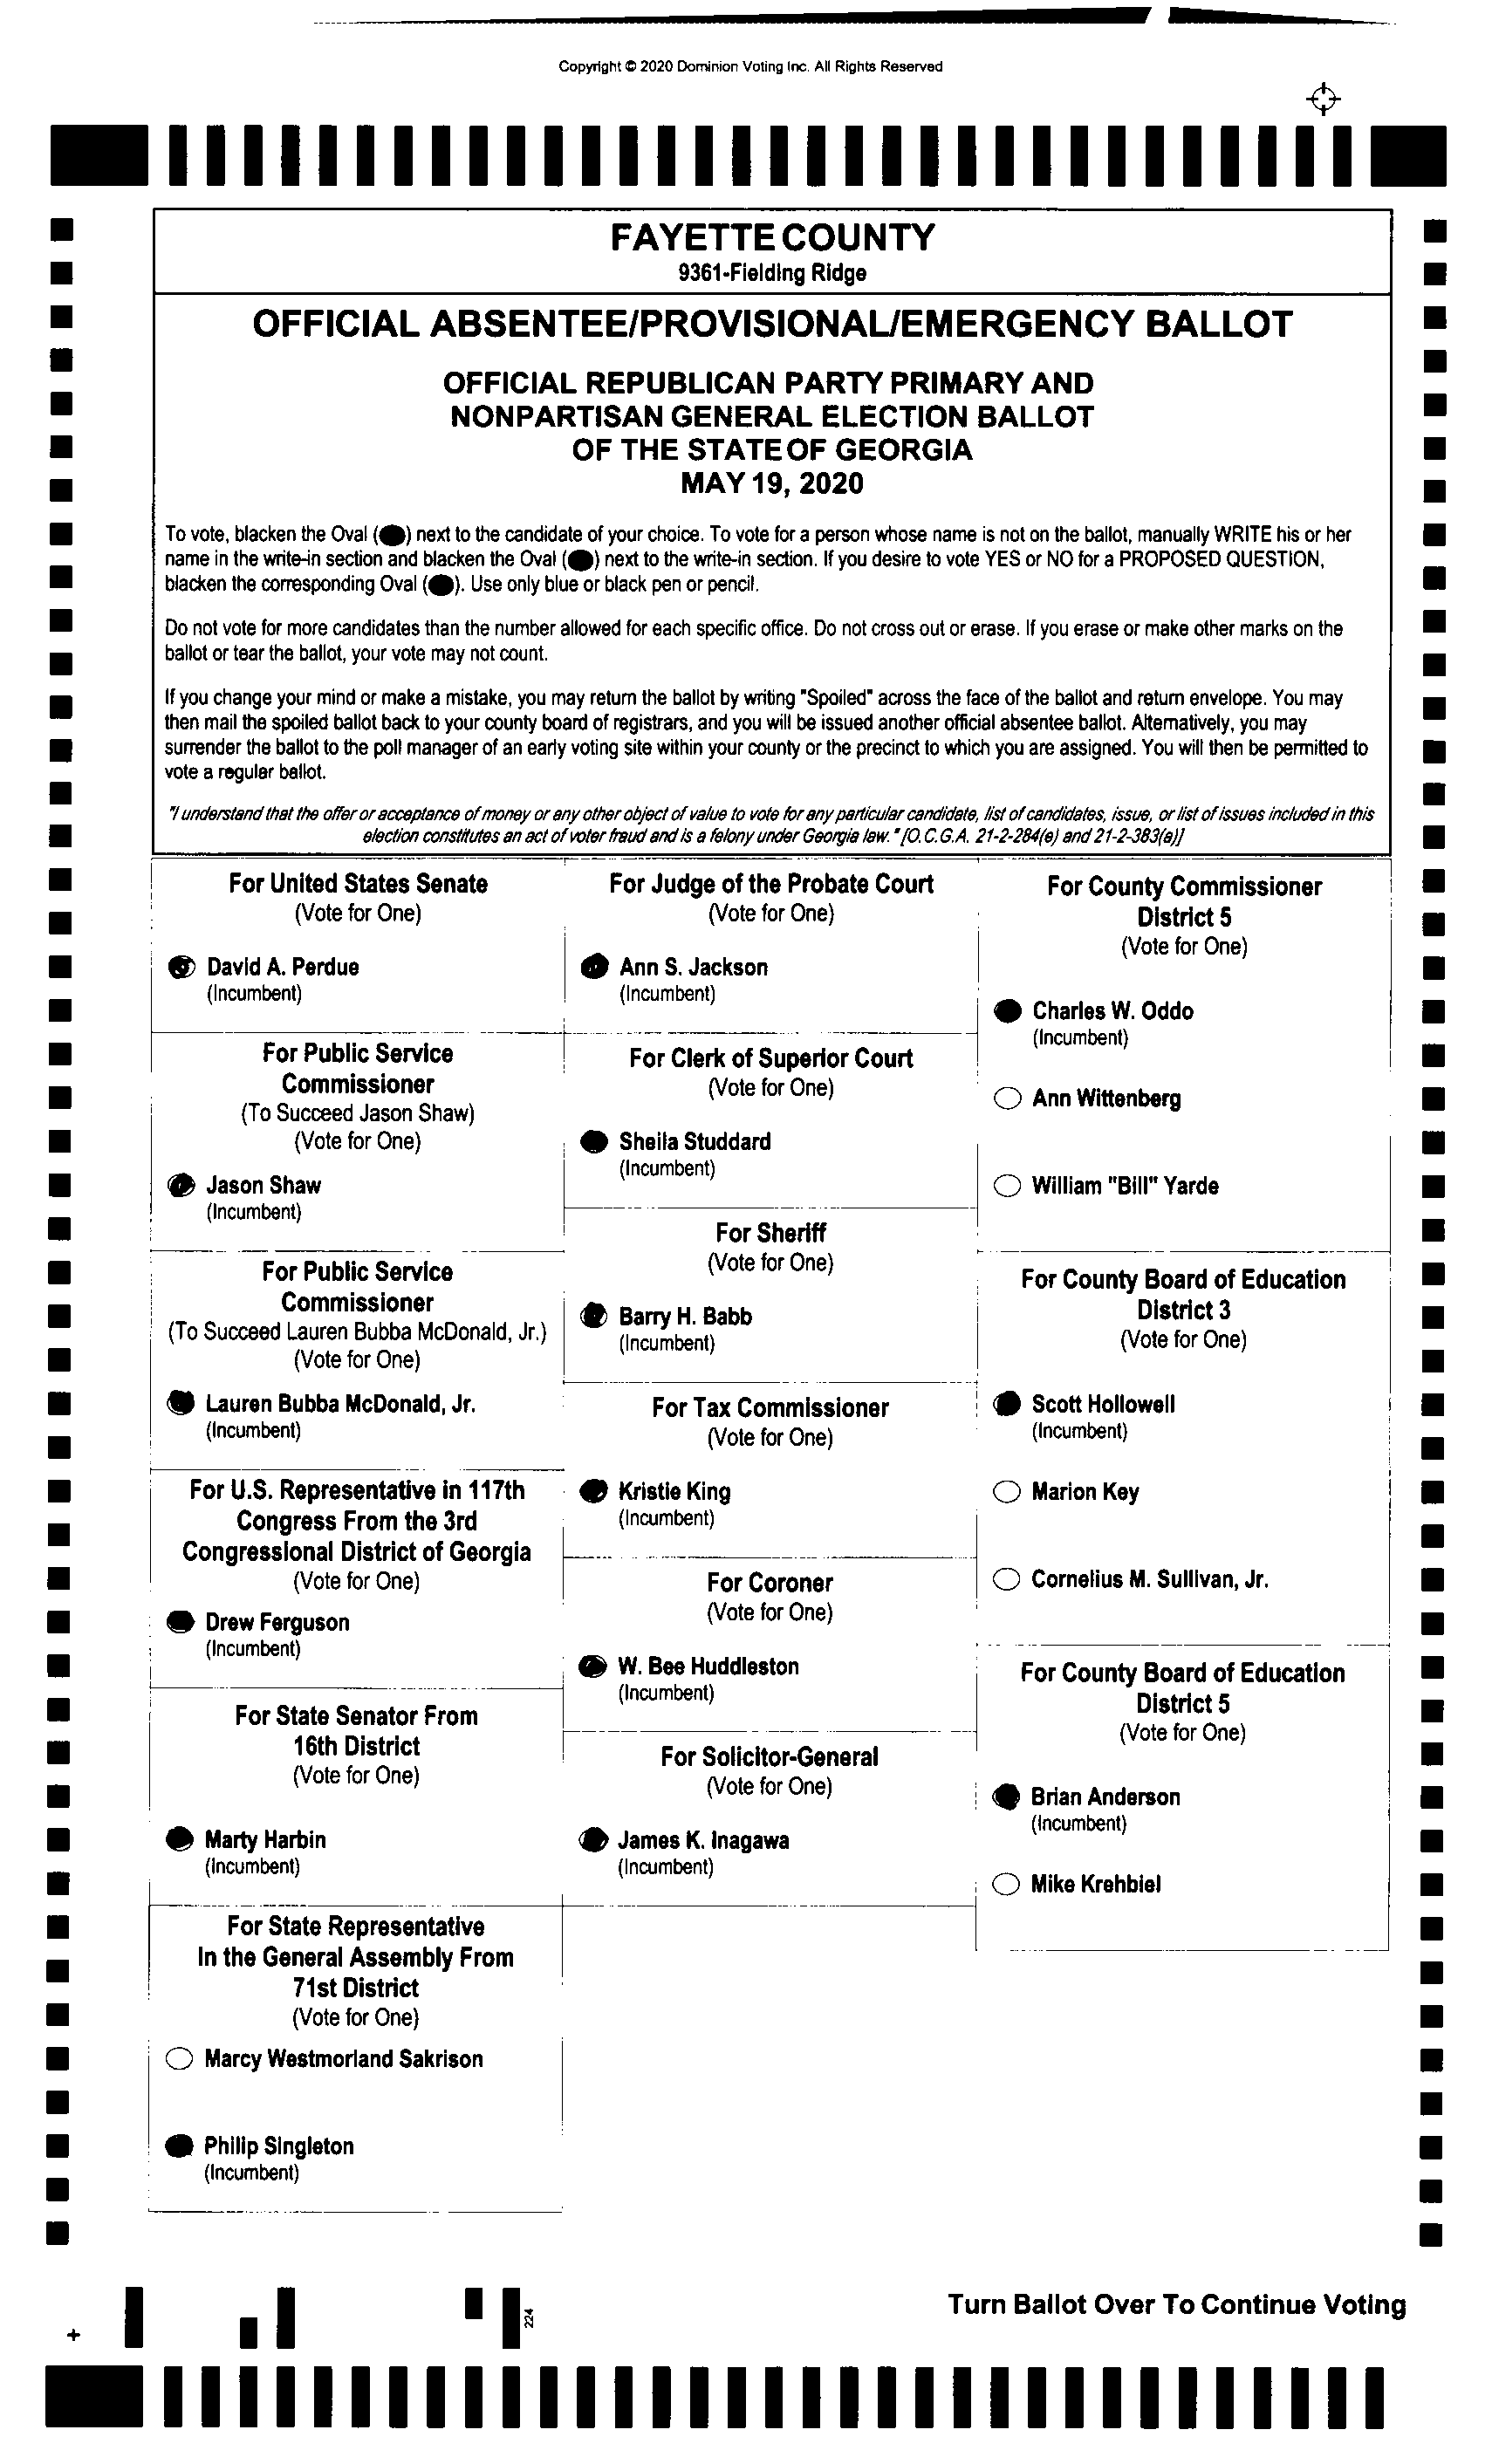 Copyright © 2020 Dominion Voting Inc. All Rights Reserved
FAYETTE COUNTY
9361-Fielding Ridge
OFFICIAL ABSENTEE/PROVISIONAL/EMERGENCY BALLOT
OFFICIAL REPUBLICAN PARTY PRIMARY AND
NONPARTISAN GENERAL ELECTION BALLOT
OF THE STATE OF GEORGIA
MAY 19, 2020
To vote, blacken the Oval () next to the candidate of your choice. To vote for a person whose name is not on the ballot, manually WRITE his or her
name in the write-in section and blacken the Oval () next to the write-in section. If you desire to vote YES or NO for a PROPOSED QUESTION,
blacken the corresponding Oval (). Use only blue or black pen or pencil.
Do not vote for more candidates than the number allowed for each specific office. Do not cross out or erase. If you erase or make other marks on the
ballot or tear the ballot, your vote may not count.
If you change your mind or make a mistake, you may return the ballot by writing "Spoiled" across the face of the ballot and return envelope. You may
then mail the spoiled ballot back to your county board of registrars, and you will be issued another official absentee ballot. Alternatively, you may
surrender the ballot to the poll manager of an early voting site within your county or the precinct to which you are assigned. You will then be permitted to
vote a regular ballot.
"I understand that the offer or acceptance of money or any other object of value to vote for any particular candidate, list of candidates, issue, or list of issues included in this
election constitutes an act of voter fraud and is a felony under Georgia law." [O.C.G.A. 21-2-284(e) and 21-2-383(a)]
For United States Senate
(Vote for One)
David A. Perdue
(Incumbent)
For Public Service
Commissioner
(To Succeed Jason Shaw)
(Vote for One)
Jason Shaw
(Incumbent)
For Public Service
Commissioner
(To Succeed Lauren Bubba McDonald, Jr.)
(Vote for One)
Lauren Bubba McDonald, Jr.
(Incumbent)
For U.S. Representative in 117th
Congress From the 3rd
Congressional District of Georgia
(Vote for One)
Drew Ferguson
(Incumbent)
For State Senator From
16th District
(Vote for One)
Marty Harbin
(Incumbent)
For State Representative
In the General Assembly From
71st District
(Vote for One)
Marcy Westmorland Sakrison
Philip Singleton
(Incumbent)
For Judge of the Probate Court
(Vote for One)
Ann S. Jackson
(Incumbent)
For Clerk of Superior Court
(Vote for One)
Sheila Studdard
(Incumbent)
For Sheriff
(Vote for One)
Barry H. Babb
(Incumbent)
For Tax Commissioner
(Vote for One)
Kristie King
(Incumbent)
For Coroner
(Vote for One)
W. Bee Huddleston
(Incumbent)
For Solicitor-General
(Vote for One)
James K. Inagawa
(Incumbent)
For County Commissioner
District 5
(Vote for One)
Charles W. Oddo
(Incumbent)
Ann Wittenberg
William "Bill" Yarde
For County Board of Education
District 3
(Vote for One)
Scott Hollowell
(Incumbent)
Marion Key
Cornelius M. Sullivan, Jr.
For County Board of Education
District 5
(Vote for One)
Brian Anderson
(Incumbent)
Mike Krehbiel
224
Turn Ballot Over To Continue Voting